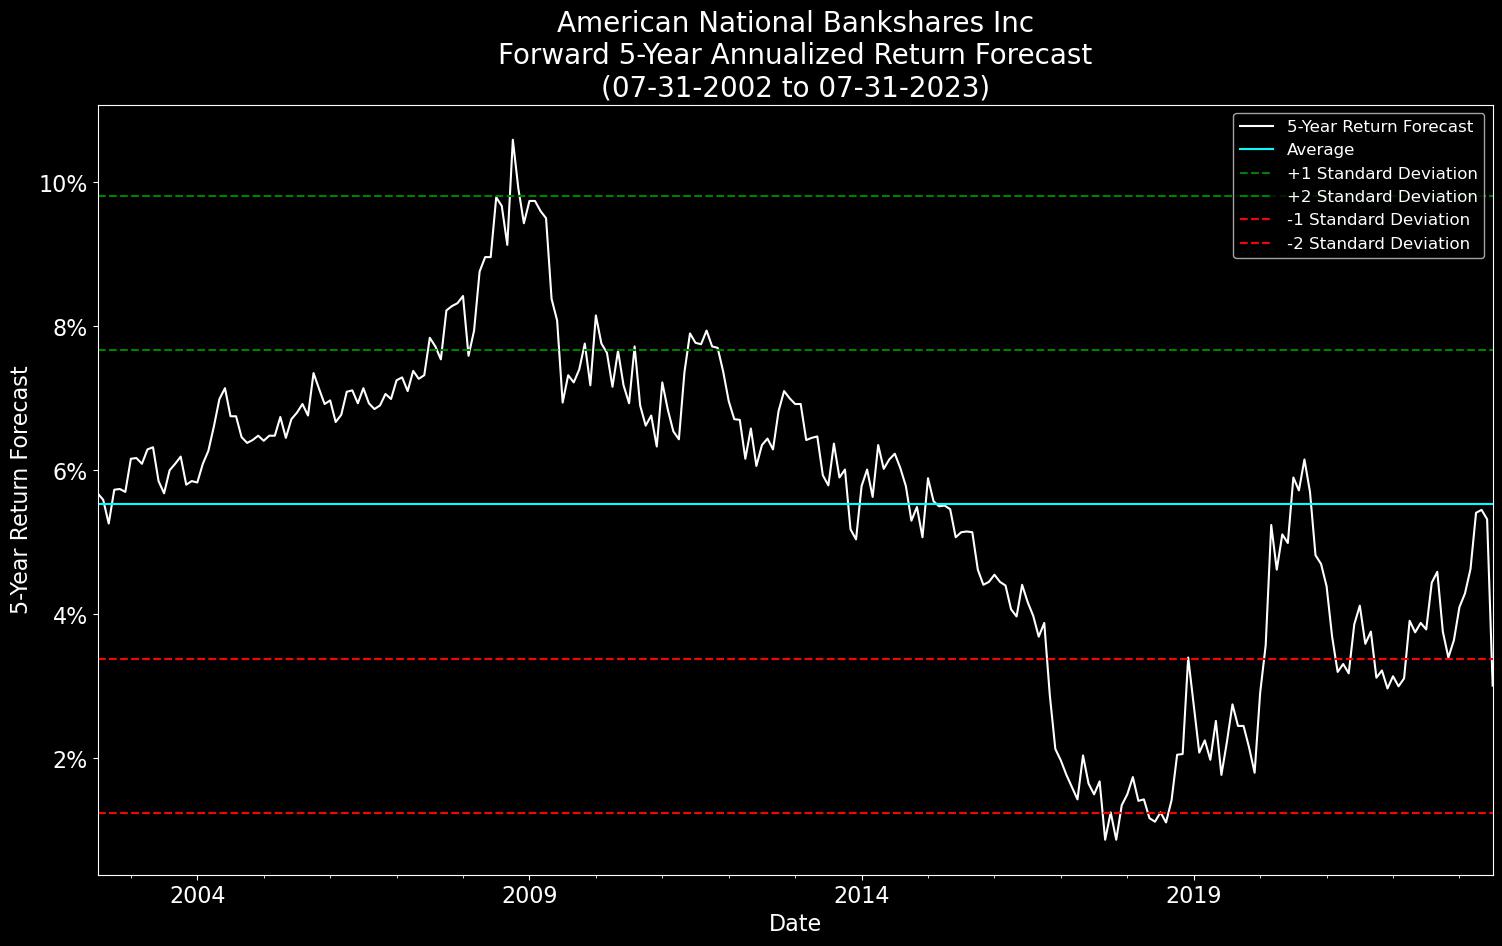 American National Bankshares Inc
Forward 5-Year Annualized Return Forecast
(07-31-2002 to 07-31-2023)
5-Year Return Forecast
Average
+1 Standard Deviation
+2 Standard Deviation
-1 Standard Deviation
-2 Standard Deviation
10%
8%
6%
4%
2%
5-Year Return Forecast
2004
2009
2014
2019
Date